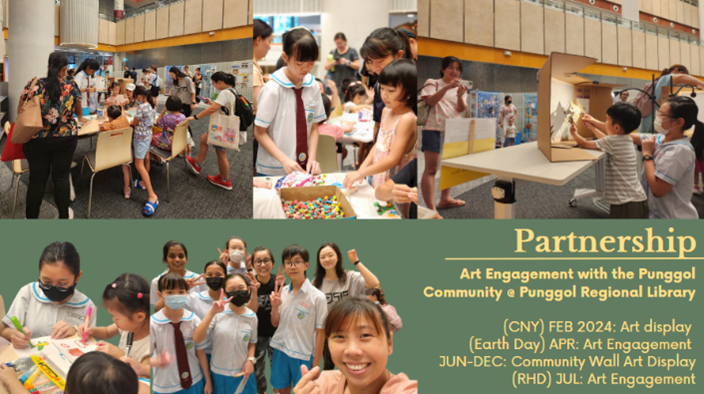 Partnership
Art Engagement with the Punggol
Community @ Punggol Regional Library
(CNY) FEB 2024: Art display
(Earth Day) APR: Art Engagement
JUN-DEC: Community Wall Art Display
(RHD) JUL: Art Engagement